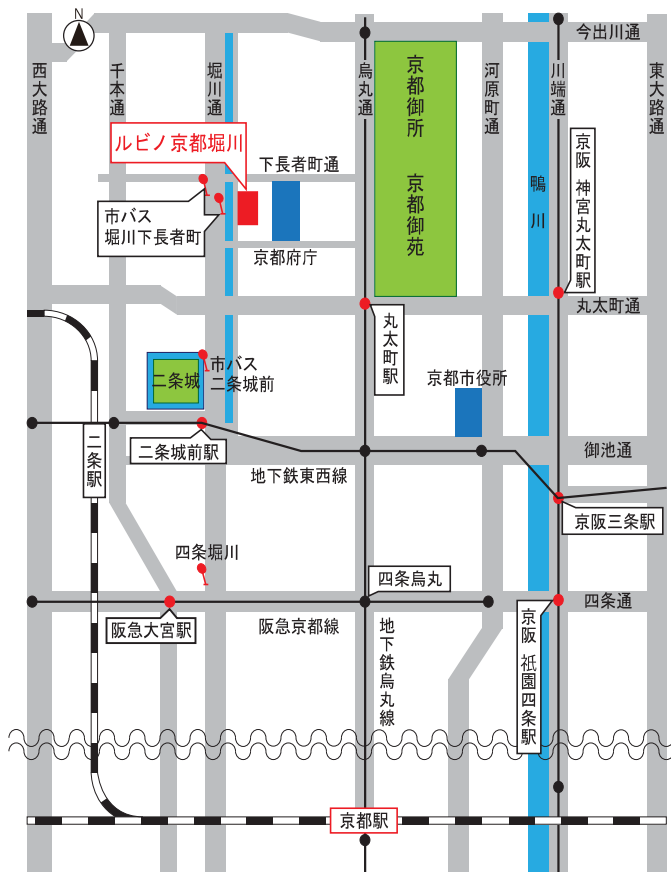 N
今出川通
西大路通
千本通
堀川通
烏丸通
河原町通
川端通
東大路通
京都御所 京都御苑
ルビノ京都堀川
下長者町通
市バス
堀川下長者町
京都府庁
鴨川
京阪 神宮丸太町駅
丸太町通
丸太町駅
二条城
市バス
二条城前
京都市役所
二条駅
二条城前駅
御池通
地下鉄東西線
京阪三条駅
四条堀川
四条烏丸
四条通
阪急大宮駅
阪急京都線
地下鉄烏丸線
京阪 祇園四条駅
京都駅